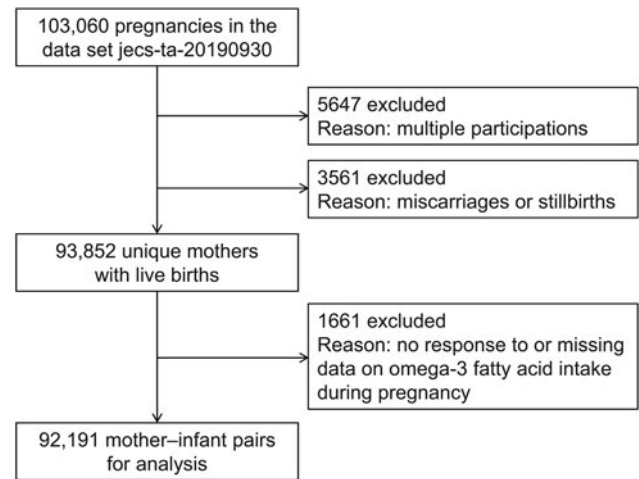 103,060 pregnancies in the
data set jecs-ta-20190930
5647 excluded
Reason: multiple participations
3561 excluded
Reason: miscarriages or stillbirths
93,852 unique mothers
with live births
1661 excluded
Reason: no response to or missing
data on omega-3 fatty acid intake
during pregnancy
92,191 mother–infant pairs
for analysis